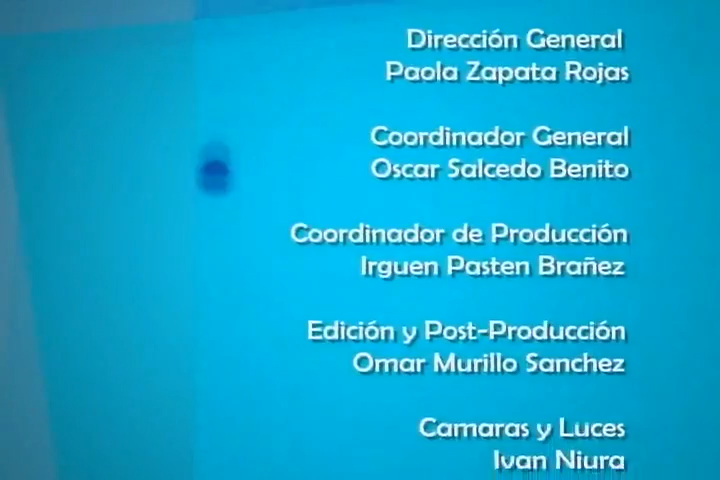 Dirección General
Paola Zapata Rojas
Coordinador General
Oscar Salcedo Benito
Coordinador de Producción
Irguen Pasten Brañez
Edición y Post-Producción
Omar Murillo Sanchez
Camaras y Luces
Ivan Niura